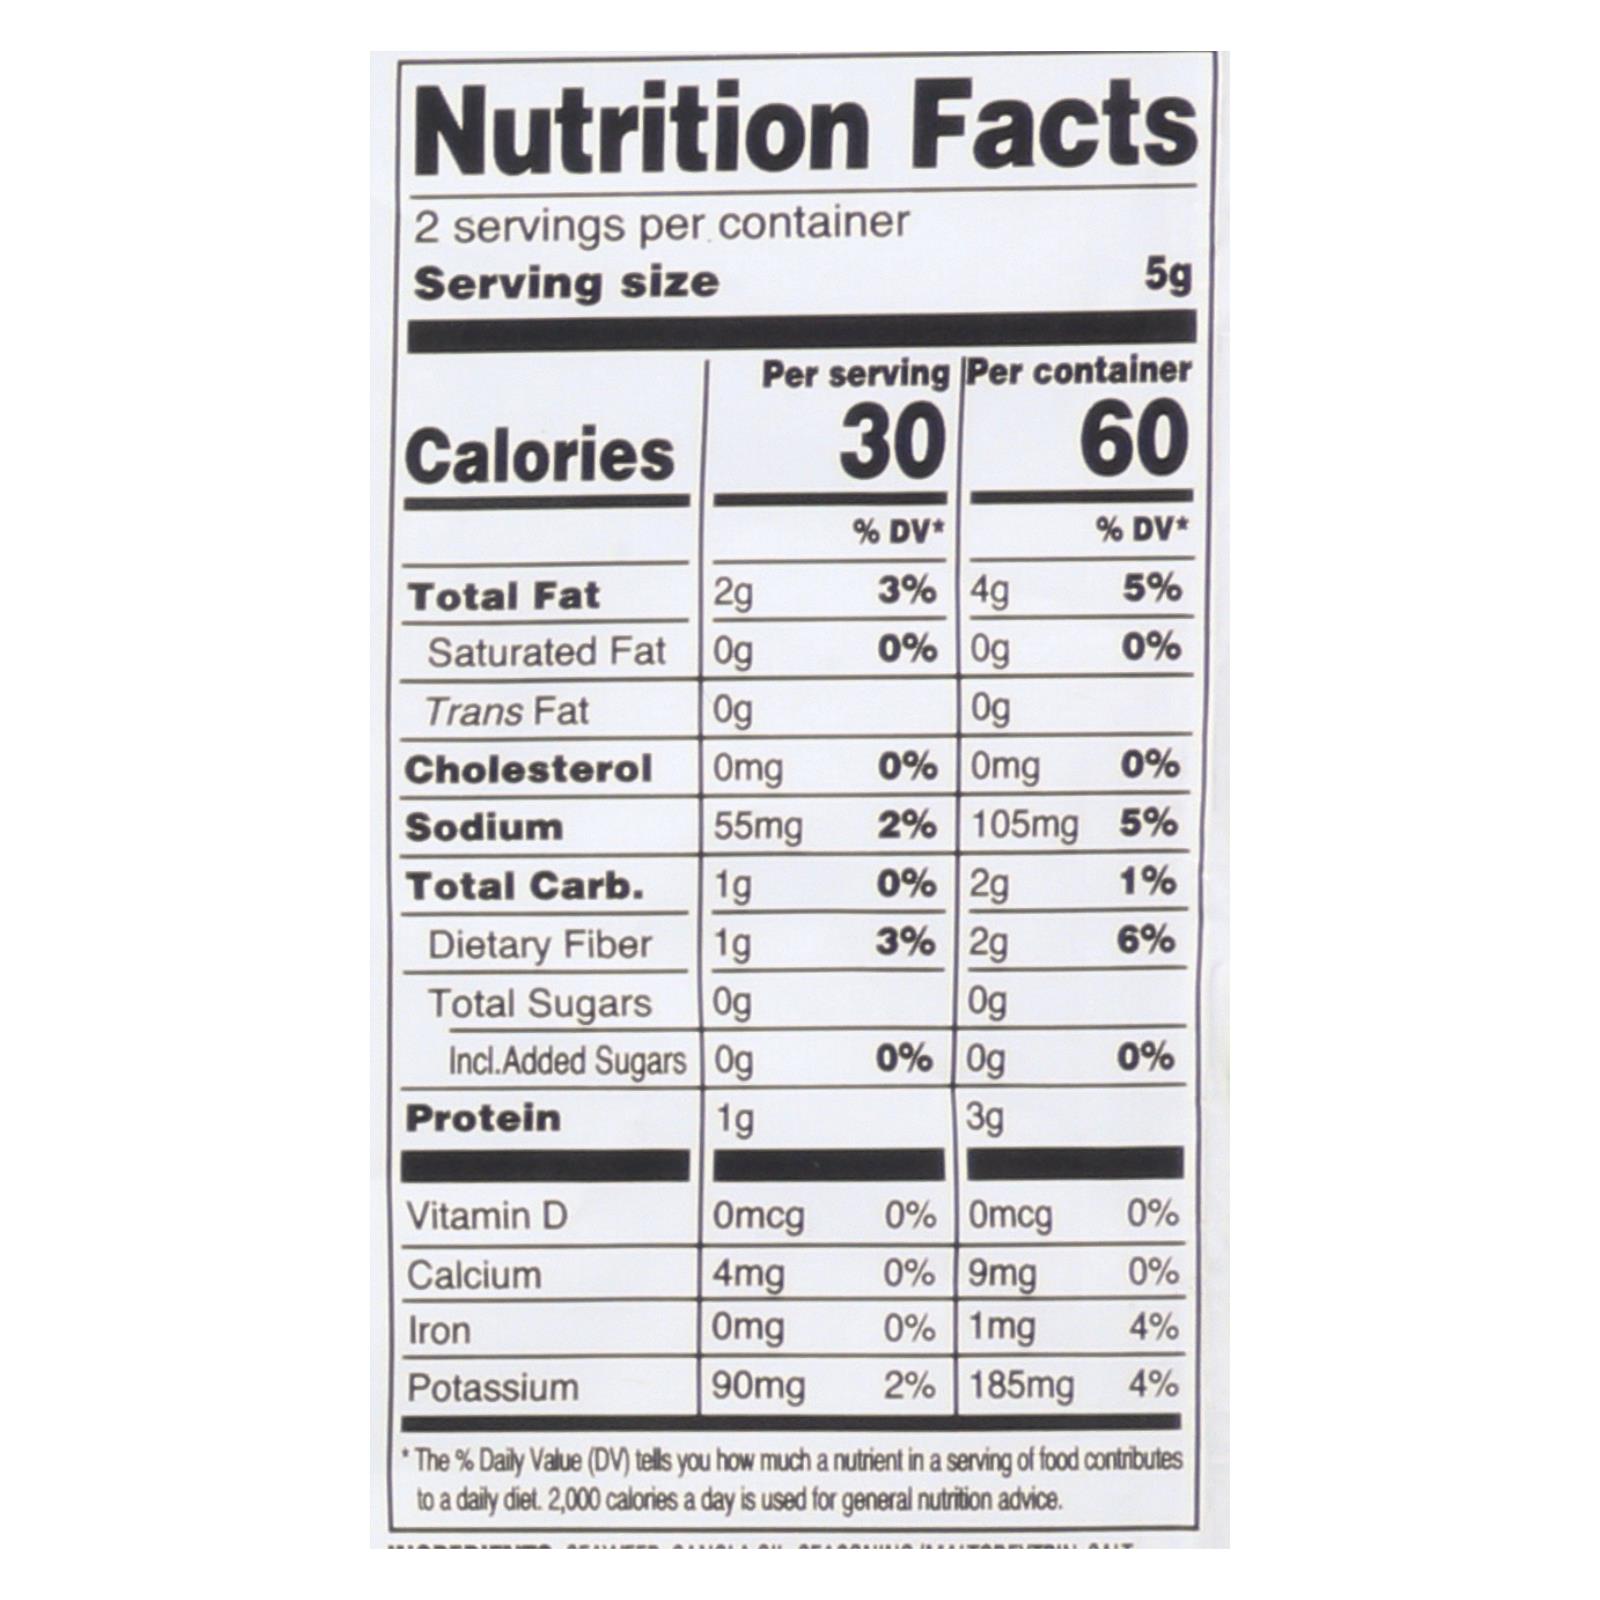 Nutrition Facts
2 servings per container
Serving size 5g
Per serving Per container
Calories 30 60
% DV* % DV*
Total Fat 2g 3% 4g 5%
Saturated Fat 0g 0% 0g 0%
Trans Fat 0g 0g
Cholesterol 0mg 0% 0mg 0%
Sodium 55mg 2% 105mg 5%
Total Carb. 1g 0% 2g 1%
Dietary Fiber 1g 3% 2g 6%
Total Sugars 0g 0g
Incl.Added Sugars 0g 0% 0g 0%
Protein 1g 3g
Vitamin D 0mcg 0% 0mcg 0%
Calcium 4mg 0% 9mg 0%
Iron 0mg 0% 1mg 4%
Potassium 90mg 2% 185mg 4%
* The % Daily Value (DV) tells you how much a nutrient in a serving of food contributes
to a daily diet. 2,000 calories a day is used for general nutrition advice.